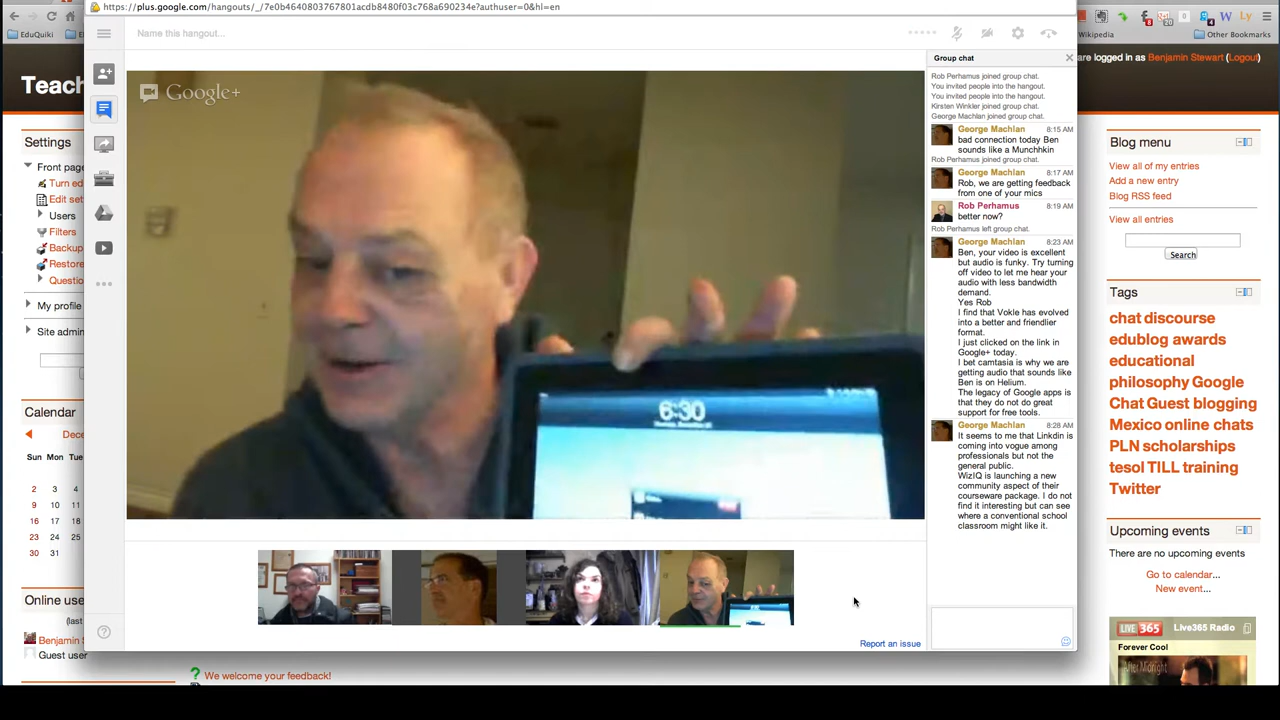 https://plus.google.com/hangouts/_/7e0b4640803767801acdb8480f03c768a690234e?authuser=0&hl=en
EduQuiki
Wikipedia
Other Bookmarks
Teach
are logged in as Benjamin Stewart (Logout)
Name this hangout...
Google+
Settings
Front page
Turn ed
Edit set
Users
Filters
Backup
Restore
Questio
My profile
Site admin
Calendar
Dece
Sun Mon Tue
2 3 4
9 10 11
16 17 18
23 24 25
30 31
Online use
Benjamin
Guest user
6:30
Group chat
Rob Perhamus joined group chat.
You invited people into the hangout.
You invited people into the hangout.
Kirsten Winkler joined group chat.
George Machlan joined group chat.
George Machlan 8:15 AM
bad connection today Ben
sounds like a Munchhkin
Rob Perhamus joined group chat.
George Machlan 8:17 AM
Rob, we are getting feedback
from one of your mics
Rob Perhamus 8:19 AM
better now?
Rob Perhamus left group chat.
George Machlan 8:23 AM
Ben, your video is excellent
but audio is funky. Try turning
off video to let me hear your
audio with less bandwidth
demand.
Yes Rob
I find that Vokle has evolved
into a better and friendlier
format.
I just clicked on the link in
Google+ today.
I bet camtasia is why we are
getting audio that sounds like
Ben is on Helium.
The legacy of Google apps is
that they do not do great
support for free tools.
George Machlan 8:28 AM
It seems to me that Linkdin is
coming into vogue among
professionals but not the
general public.
WizIQ is launching a new
community aspect of their
courseware package. I do not
find it interesting but can see
where a conventional school
classroom might like it.
Report an issue
We welcome your feedback!
Blog menu
View all of my entries
Add a new entry
Blog RSS feed
View all entries
Search
Tags
chat discourse
edublog awards
educational
philosophy Google
Chat Guest blogging
Mexico online chats
PLN scholarships
tesol TILL training
Twitter
Upcoming events
There are no upcoming events
Go to calendar...
New event...
LIVE 365 Live365 Radio
Forever Cool
After Midnight